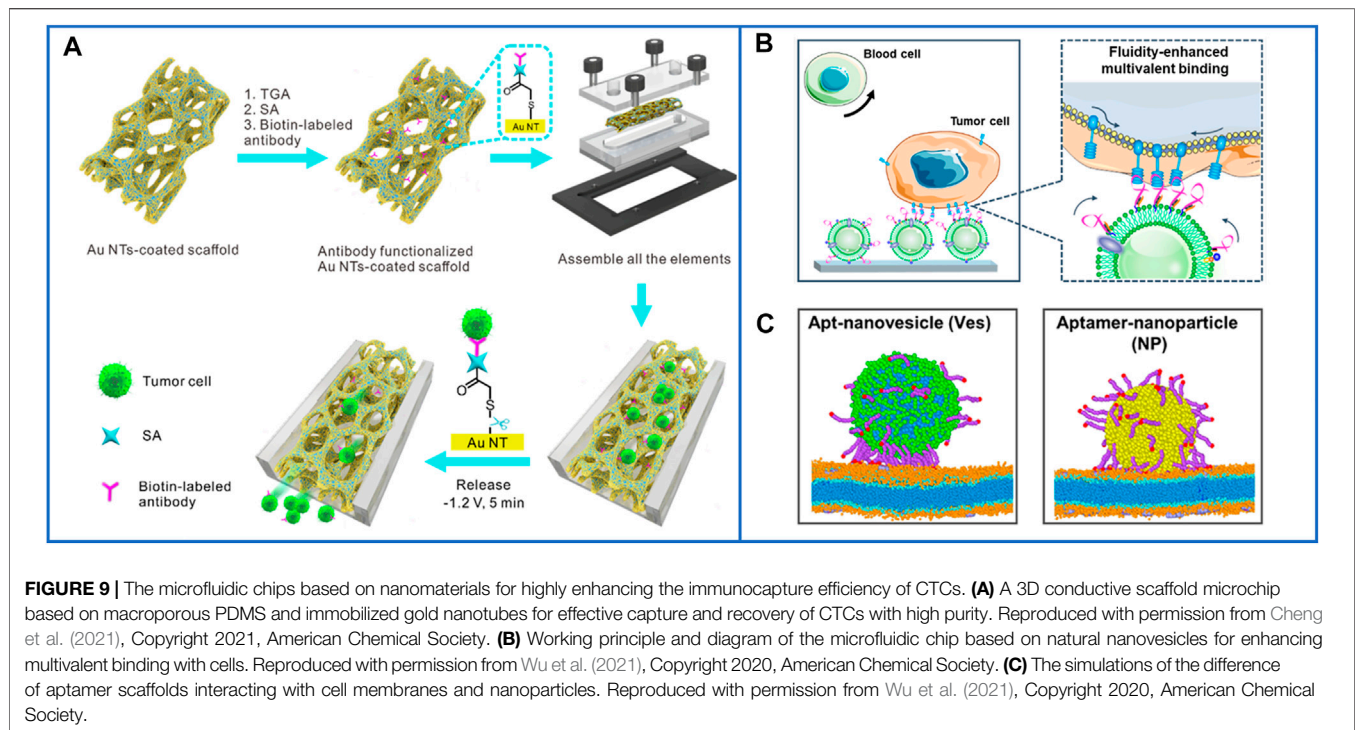 A
1. TGA
2. SA
3. Biotin-labeled
antibody
SA
O
S
Au NT
Au NTs-coated scaffold
Antibody functionalized
Au NTs-coated scaffold
Assemble all the elements
Tumor cell
SA
Biotin-labeled
antibody
SA
O
S
Au NT
Release
-1.2 V, 5 min
B
Blood cell
Tumor cell
Fluidity-enhanced
multivalent binding
C
Apt-nanovesicle (Ves)
Aptamer-nanoparticle
(NP)
FIGURE 9 | The microfluidic chips based on nanomaterials for highly enhancing the immunocapture efficiency of CTCs. (A) A 3D conductive scaffold microchip
based on macroporous PDMS and immobilized gold nanotubes for effective capture and recovery of CTCs with high purity. Reproduced with permission from Cheng
et al. (2021), Copyright 2021, American Chemical Society. (B) Working principle and diagram of the microfluidic chip based on natural nanovesicles for enhancing
multivalent binding with cells. Reproduced with permission from Wu et al. (2021), Copyright 2020, American Chemical Society. (C) The simulations of the difference
of aptamer scaffolds interacting with cell membranes and nanoparticles. Reproduced with permission from Wu et al. (2021), Copyright 2020, American Chemical
Society.